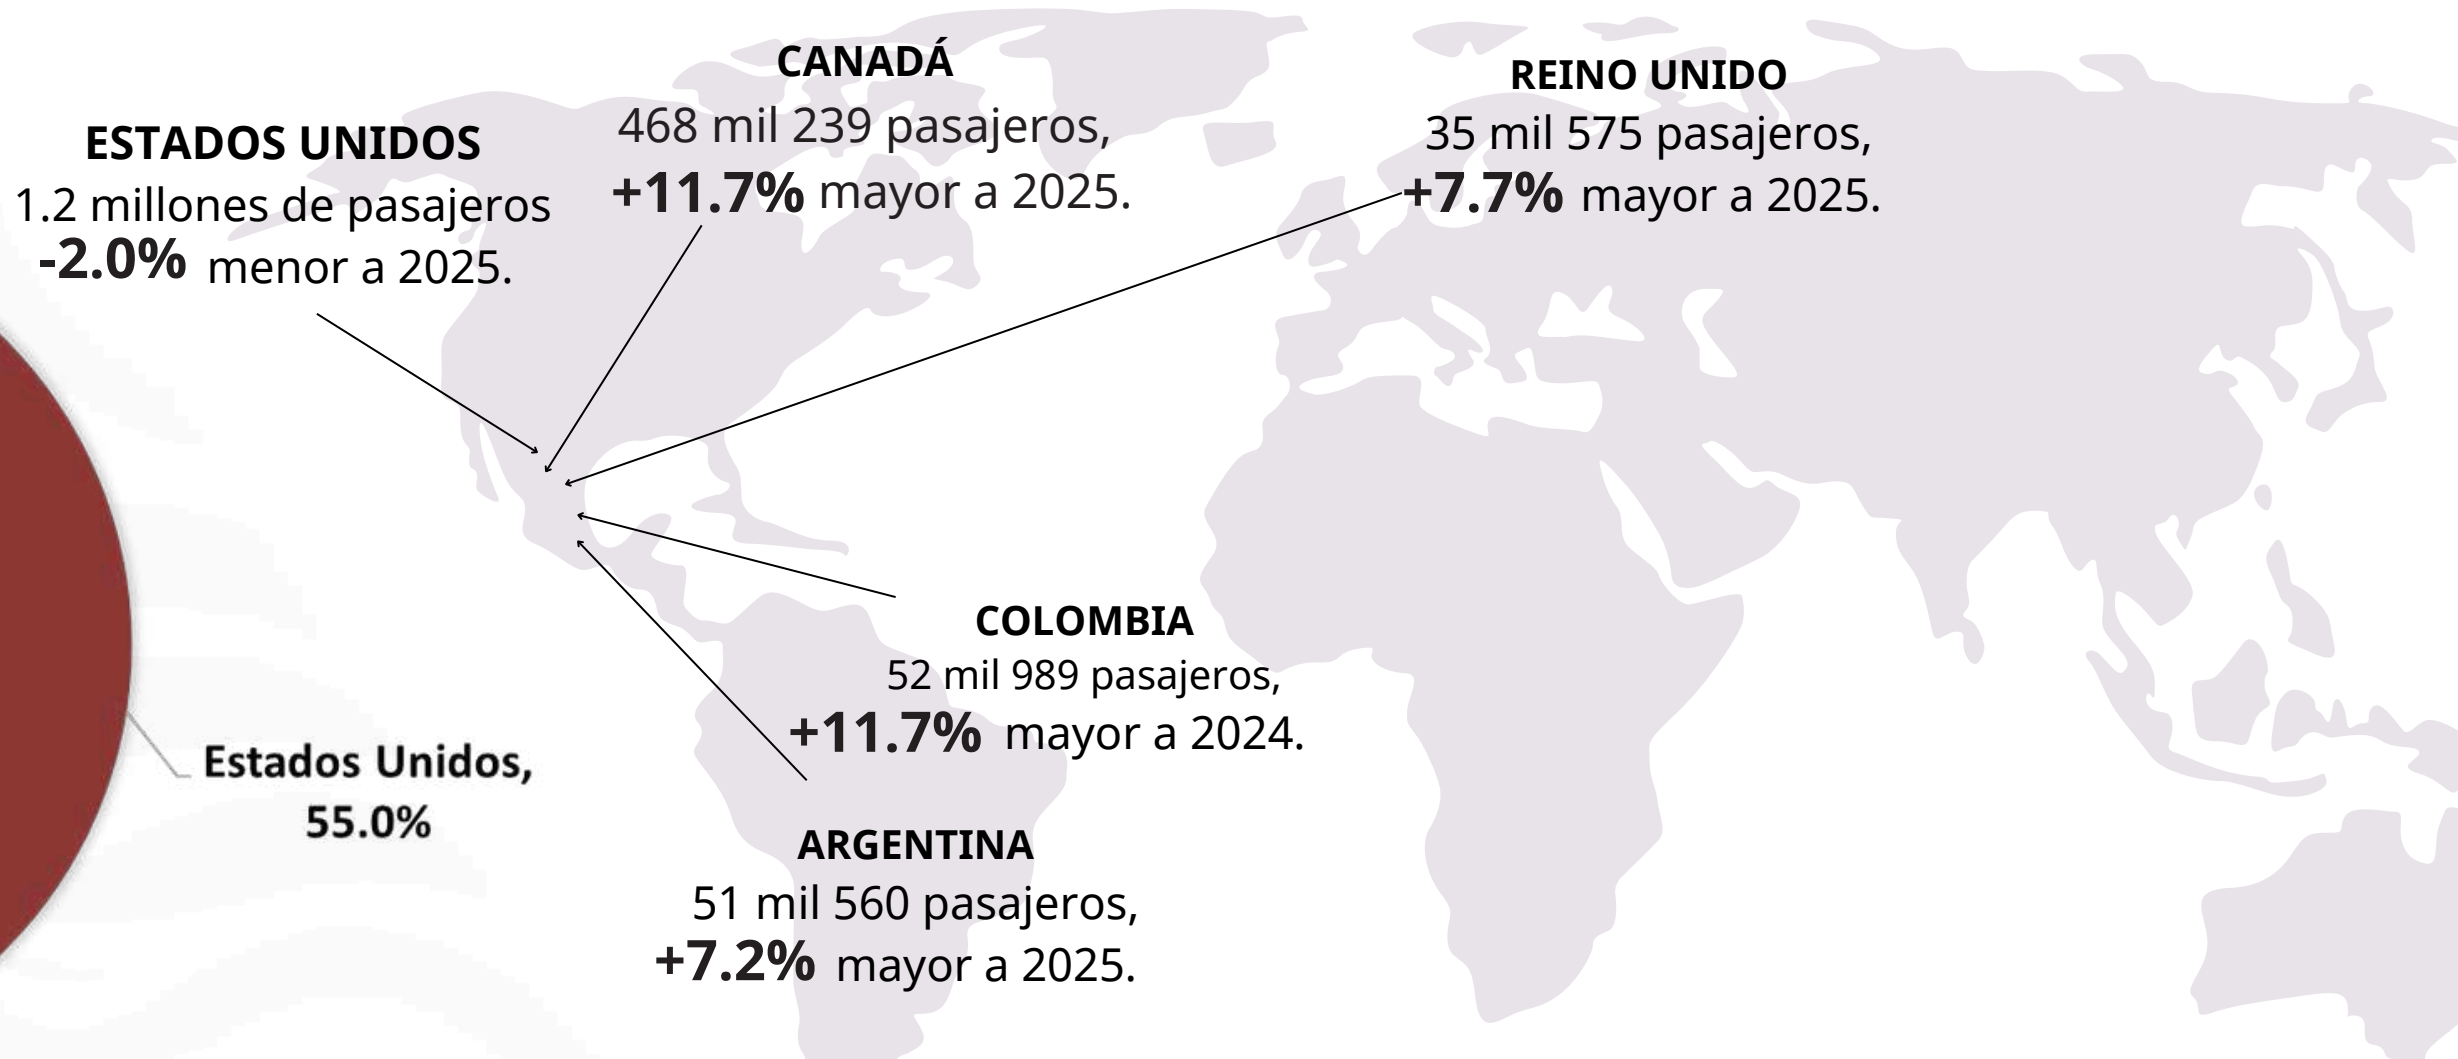 ESTADOS UNIDOS
1.2 millones de pasajeros
-2.0% menor a 2025.
CANADÁ
468 mil 239 pasajeros,
+11.7% mayor a 2025.
REINO UNIDO
35 mil 575 pasajeros,
+7.7% mayor a 2025.
COLOMBIA
52 mil 989 pasajeros,
+11.7% mayor a 2024.
Estados Unidos,
55.0%
ARGENTINA
51 mil 560 pasajeros,
+7.2% mayor a 2025.